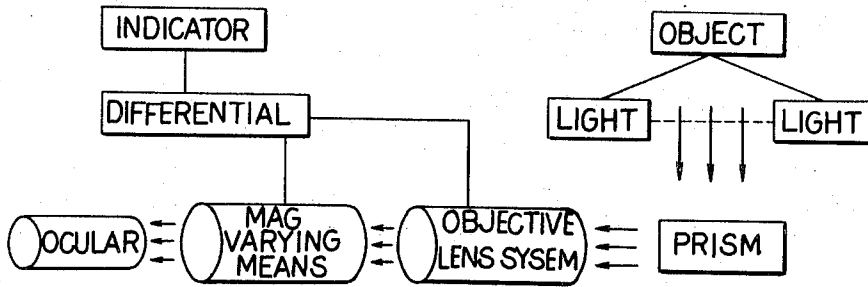 INDICATOR
OBJECT
DIFFERENTIAL
LIGHT
LIGHT
OCULAR
MAG
VARYING
MEANS
OBJECTIVE
LENS SYSEM
PRISM